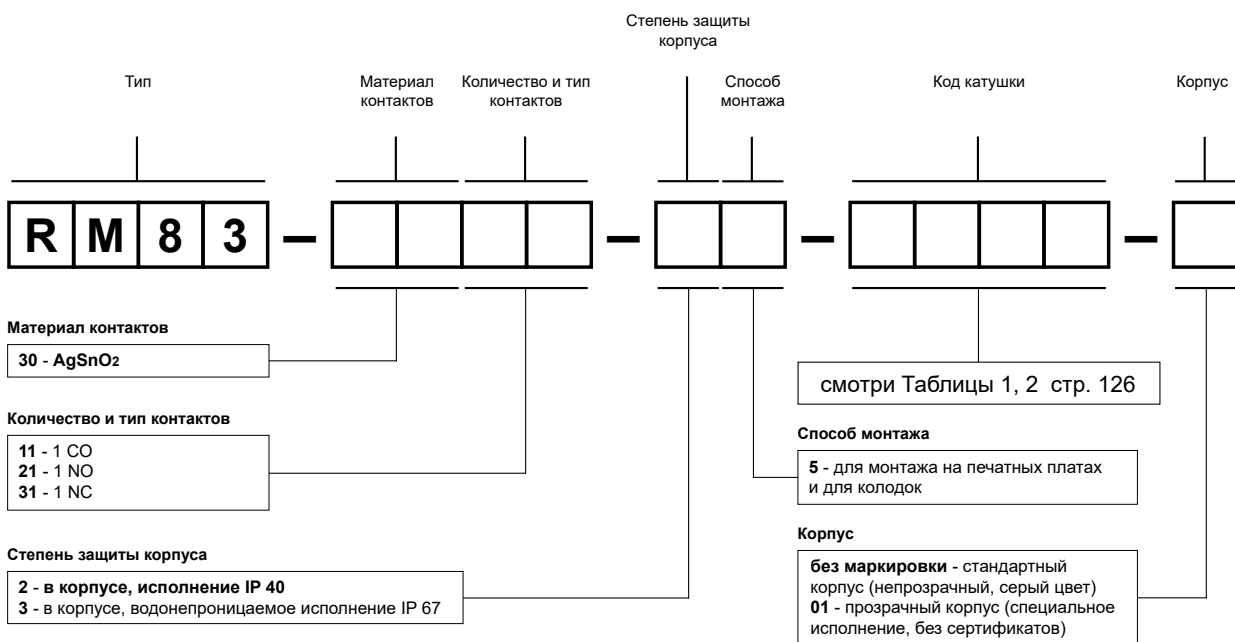 Степень защиты
корпуса
Тип
Материал
контактов
Количество и тип
контактов
Способ
монтажа
Код катушки
Корпус
RM83 – – – –
Материал контактов
30 - AgSnO2
смотри Таблицы 1, 2 стр. 126
Количество и тип контактов
11 - 1 CO
21 - 1 NO
31 - 1 NC
Способ монтажа
5 - для монтажа на печатных платах
и для колодок
Степень защиты корпуса
2 - в корпусе, исполнение IP 40
3 - в корпусе, водонепроницаемое исполнение IP 67
Корпус
без маркировки - стандартный
корпус (непрозрачный, серый цвет)
01 - прозрачный корпус (специальное
исполнение, без сертификатов)